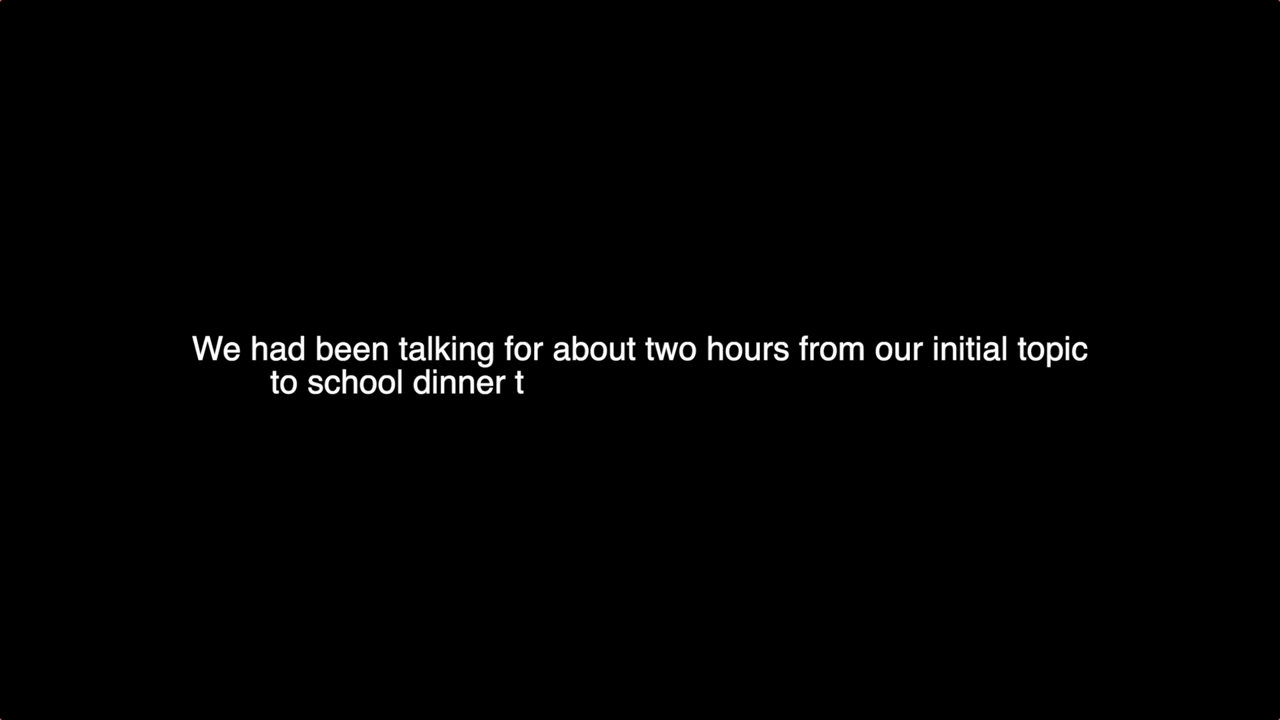 We had been talking for about two hours from our initial topic
to school dinner t